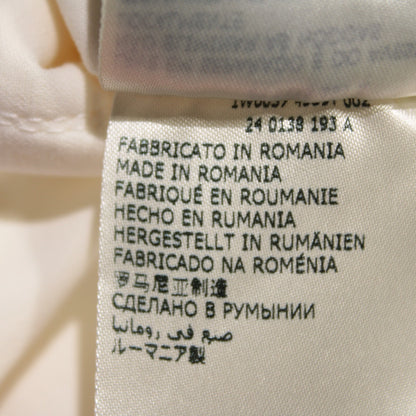 24 0138 193 A
FABBRICATO IN ROMANIA
MADE IN ROMANIA
FABRIQUÉ EN ROUMANIE
HECHO EN RUMANIA
HERGESTELLT IN RUMÄNIEN
FABRICADO NA ROMÉNIA
罗马尼亚制造
СДЕЛАНО В РУМЫНИИ
صنع في رومانيا
ルーマニア製